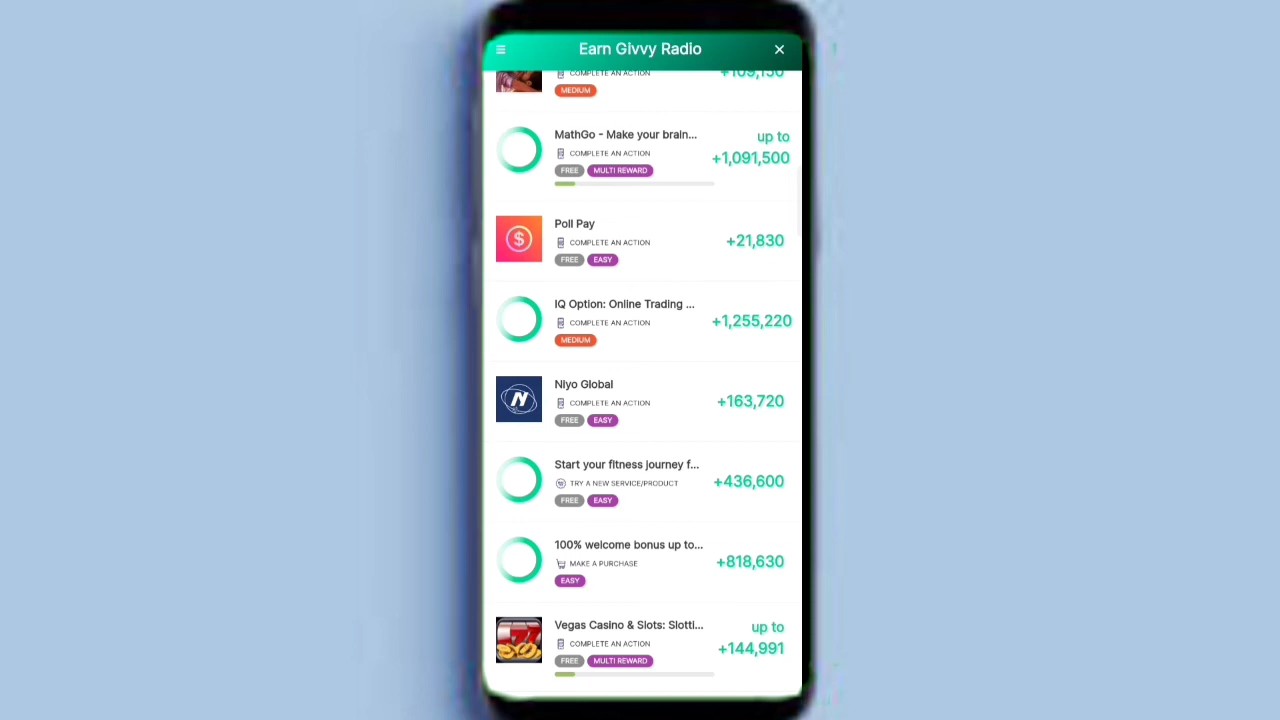 Earn Givvy Radio
COMPLETE AN ACTION
+109,150
MEDIUM
MathGo - Make your brain...
up to
COMPLETE AN ACTION
+1,091,500
FREE MULTI REWARD
Poll Pay
COMPLETE AN ACTION
+21,830
FREE EASY
IQ Option: Online Trading ...
COMPLETE AN ACTION
+1,255,220
MEDIUM
Niyo Global
COMPLETE AN ACTION
+163,720
FREE EASY
Start your fitness journey f...
TRY A NEW SERVICE/PRODUCT
+436,600
FREE EASY
100% welcome bonus up to...
MAKE A PURCHASE
+818,630
EASY
Vegas Casino & Slots: Slotti...
up to
COMPLETE AN ACTION
+144,991
FREE MULTI REWARD